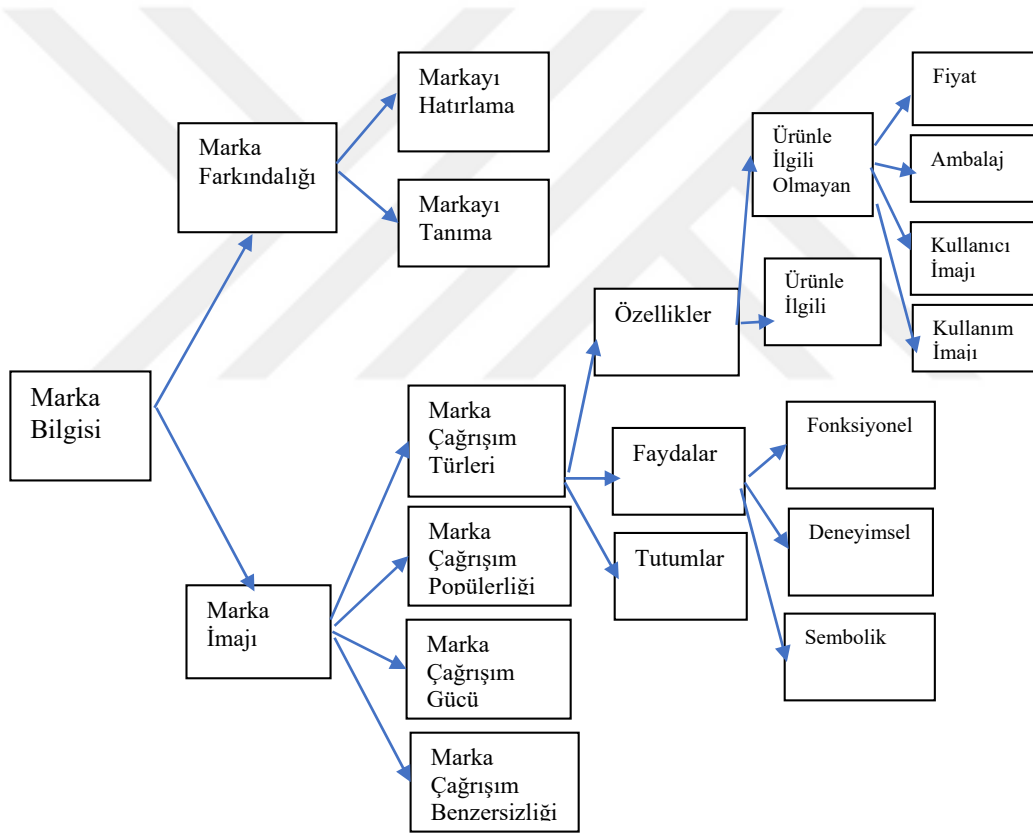 Marka
Bilgisi
Marka
Farkındalığı
Markayı
Hatırlama
Markayı
Tanıma
Marka
İmajı
Marka
Çağrışım
Türleri
Marka
Çağrışım
Popülerliği
Marka
Çağrışım
Gücü
Marka
Çağrışım
Benzersizliği
Özellikler
Faydalar
Tutumlar
Ürünle
İlgili
Olmayan
Ürünle
İlgili
Fiyat
Ambalaj
Kullanıcı
İmajı
Kullanım
İmajı
Fonksiyonel
Deneyimsel
Sembolik